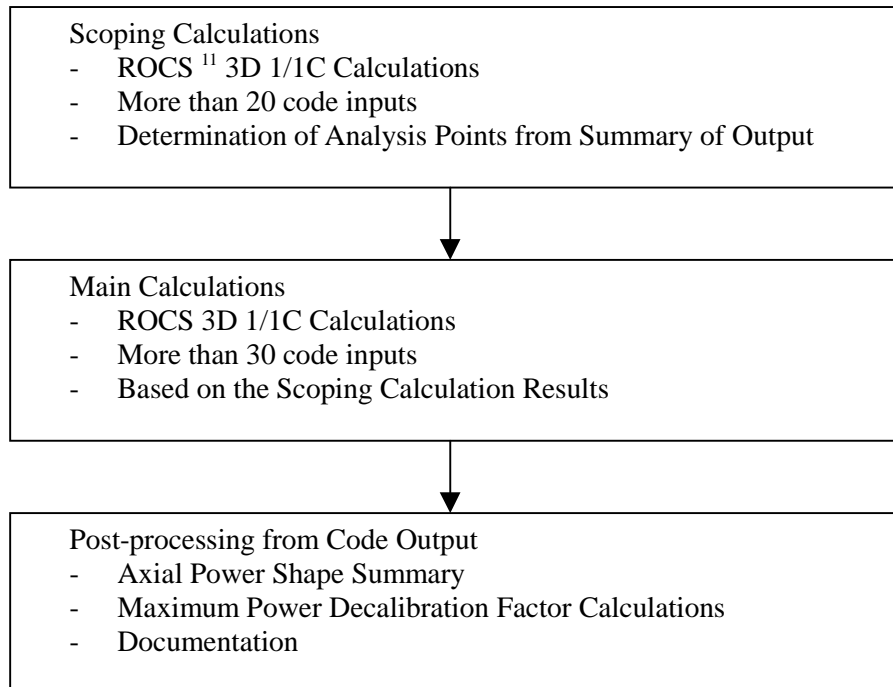 Scoping Calculations
- ROCS 11 3D 1/1C Calculations
- More than 20 code inputs
- Determination of Analysis Points from Summary of Output
Main Calculations
- ROCS 3D 1/1C Calculations
- More than 30 code inputs
- Based on the Scoping Calculation Results
Post-processing from Code Output
- Axial Power Shape Summary
- Maximum Power Decalibration Factor Calculations
- Documentation